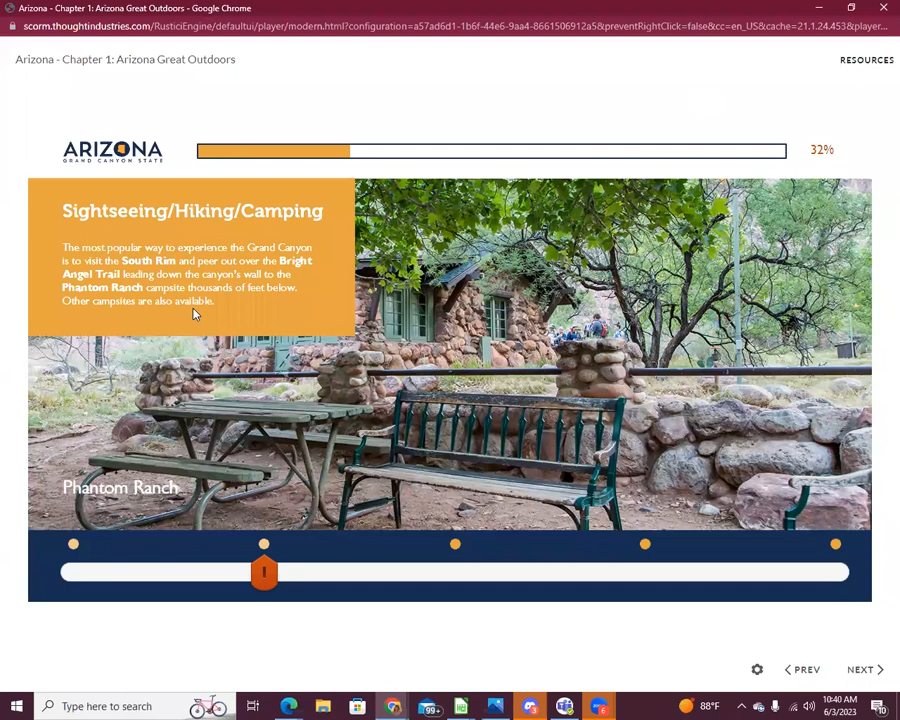 Arizona - Chapter 1: Arizona Great Outdoors - Google Chrome
scorm.thoughtindustries.com/RusticiEngine/defaultui/player/modern.html?configuration=a57ad6d1-1b6f-44e6-9aa4-8661506912a5&preventRightClick=false&cc=en_US&cache=21.1.24.453&player...
Arizona - Chapter 1: Arizona Great Outdoors
RESOURCES
ARIZONA
GRAND CANYON STATE
32%
Sightseeing/Hiking/Camping
The most popular way to experience the Grand Canyon
is to visit the South Rim and peer out over the Bright
Angel Trail leading down the canyon's wall to the
Phantom Ranch campsite thousands of feet below.
Other campsites are also available.
Phantom Ranch
PREV
NEXT
Type here to search
99+
3
6
88°F
10:40 AM
6/3/2023
10